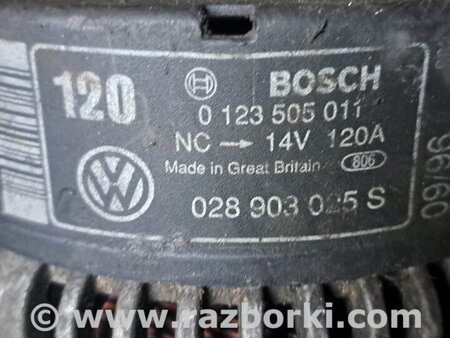 120
BOSCH
0 123 505 011
NC → 14V 120A
Made in Great Britain 806
028 903 025 S
09/96
© www.razborki.com